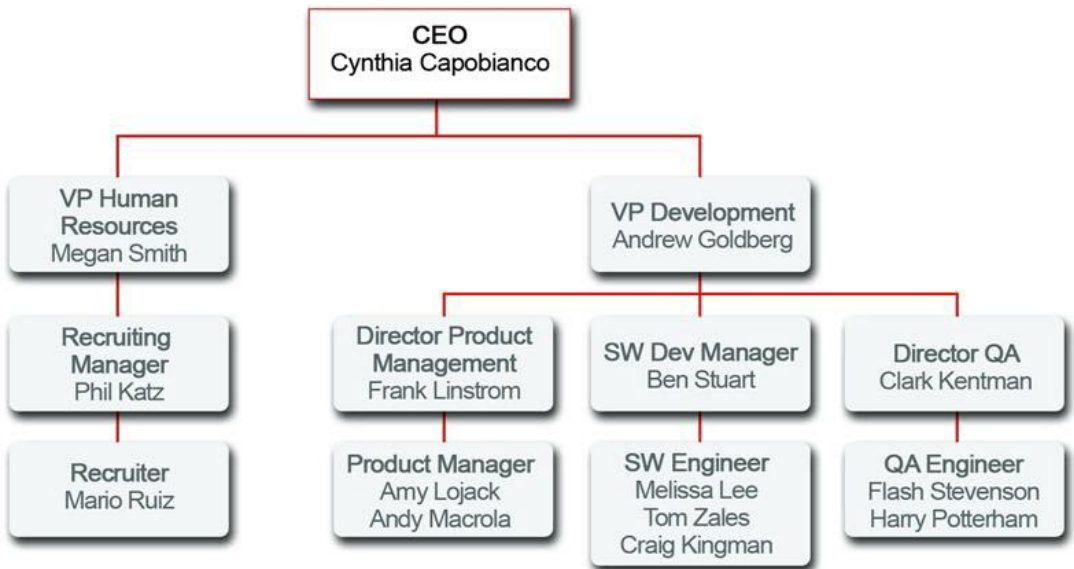 CEO
Cynthia Capobianco
VP Human
Resources
Megan Smith
VP Development
Andrew Goldberg
Recruiting
Manager
Phil Katz
Director Product
Management
Frank Linstrom
SW Dev Manager
Ben Stuart
Director QA
Clark Kentman
Recruiter
Mario Ruiz
Product Manager
Amy Lojack
Andy Macrola
SW Engineer
Melissa Lee
Tom Zales
Craig Kingman
QA Engineer
Flash Stevenson
Harry Potterham